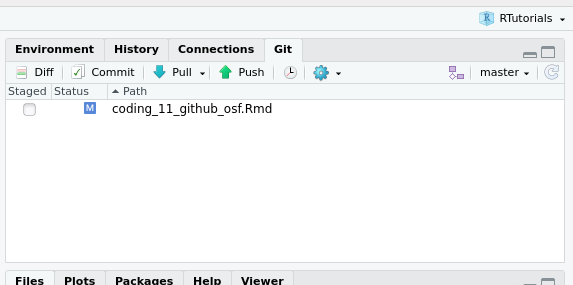 RTutorials
Environment History Connections Git
Diff Commit Pull Push master
Staged Status Path
M coding_11_github_osf.Rmd
Files Plots Packages Help Viewer